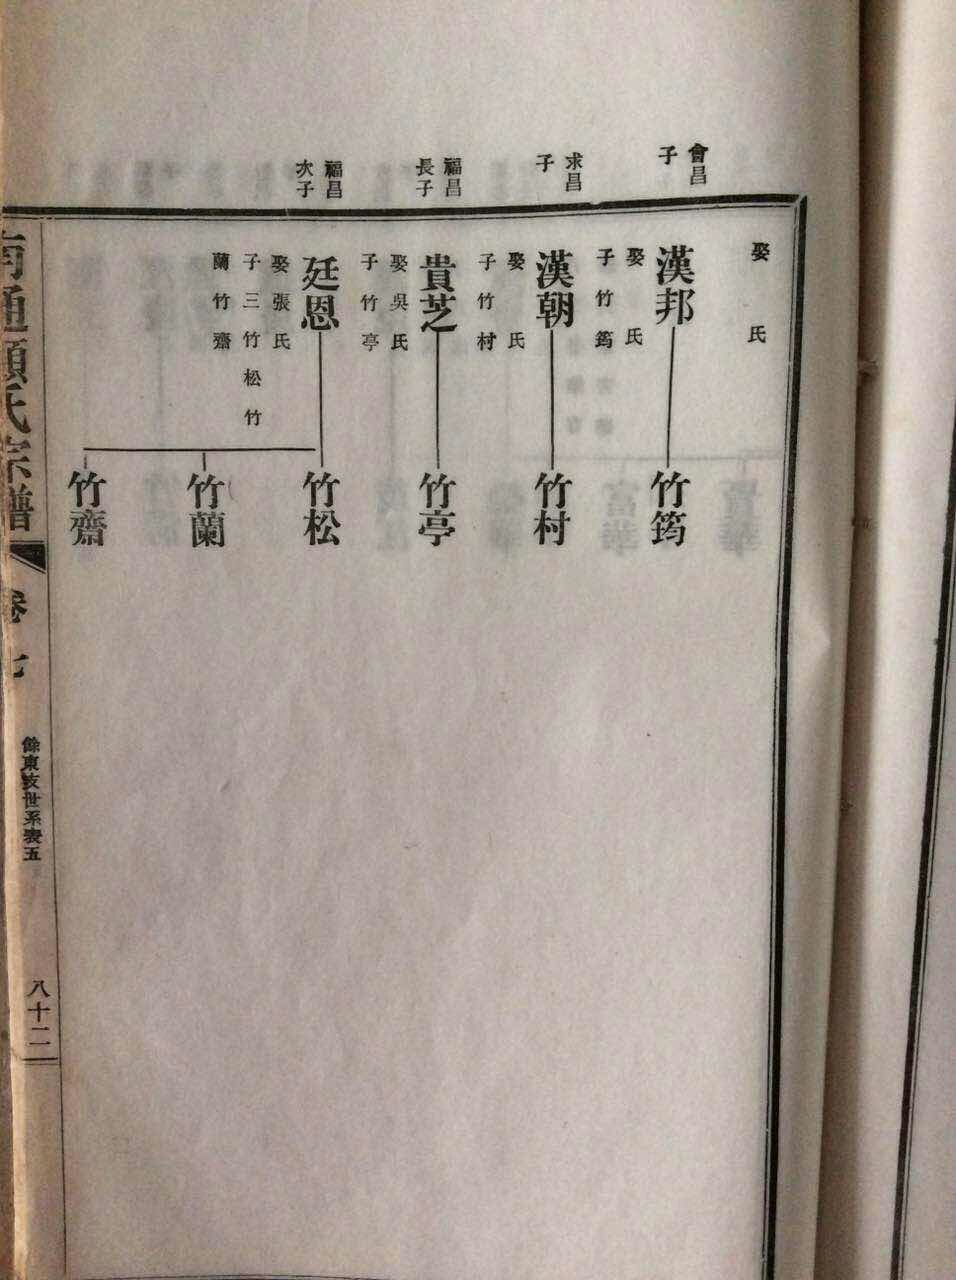 會昌
子
求昌
子
福昌
長子
福昌
次子
娶 氏
漢邦
娶 氏
子竹筠
漢朝
娶 氏
子竹村
貴芝
娶吳氏
子竹亭
廷恩
娶張氏
子三竹松竹
蘭竹齋
竹筠
竹村
竹亭
竹松
竹蘭
竹齋
南通顧氏宗譜
卷七
餘東支世系表五
八十二